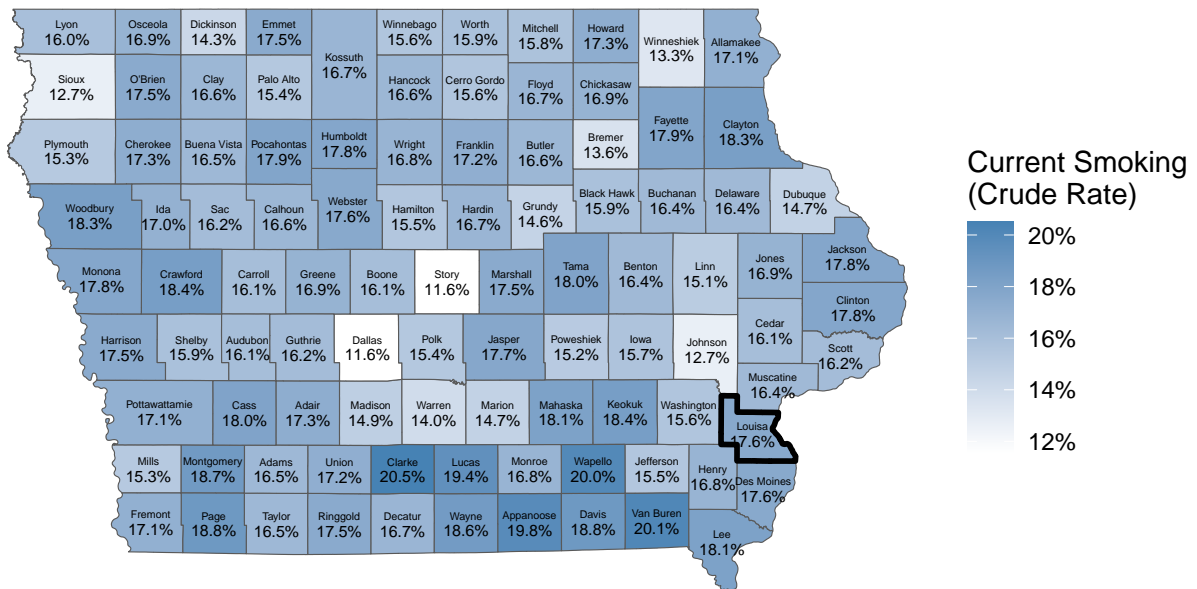 Lyon
16.0%
Osceola
16.9%
Dickinson
14.3%
Emmet
17.5%
Kossuth
16.7%
Winnebago
15.6%
Worth
15.9%
Mitchell
15.8%
Howard
17.3%
Winneshiek
13.3%
Allamakee
17.1%
Sioux
12.7%
O'Brien
17.5%
Clay
16.6%
Palo Alto
15.4%
Hancock
16.6%
Cerro Gordo
15.6%
Floyd
16.7%
Chickasaw
16.9%
Plymouth
15.3%
Cherokee
17.3%
Buena Vista
16.5%
Pocahontas
17.9%
Humboldt
17.8%
Wright
16.8%
Franklin
17.2%
Butler
16.6%
Bremer
13.6%
Fayette
17.9%
Clayton
18.3%
Woodbury
18.3%
Ida
17.0%
Sac
16.2%
Calhoun
16.6%
Webster
17.6%
Hamilton
15.5%
Hardin
16.7%
Grundy
14.6%
Black Hawk
15.9%
Buchanan
16.4%
Delaware
16.4%
Dubuque
14.7%
Monona
17.8%
Crawford
18.4%
Carroll
16.1%
Greene
16.9%
Boone
16.1%
Story
11.6%
Marshall
17.5%
Tama
18.0%
Benton
16.4%
Linn
15.1%
Jones
16.9%
Jackson
17.8%
Clinton
17.8%
Harrison
17.5%
Shelby
15.9%
Audubon
16.1%
Guthrie
16.2%
Dallas
11.6%
Polk
15.4%
Jasper
17.7%
Poweshiek
15.2%
Iowa
15.7%
Johnson
12.7%
Cedar
16.1%
Scott
16.2%
Muscatine
16.4%
Pottawattamie
17.1%
Cass
18.0%
Adair
17.3%
Madison
14.9%
Warren
14.0%
Marion
14.7%
Mahaska
18.1%
Keokuk
18.4%
Washington
15.6%
Louisa
17.6%
Mills
15.3%
Montgomery
18.7%
Adams
16.5%
Union
17.2%
Clarke
20.5%
Lucas
19.4%
Monroe
16.8%
Wapello
20.0%
Jefferson
15.5%
Henry
16.8%
Des Moines
17.6%
Fremont
17.1%
Page
18.8%
Taylor
16.5%
Ringgold
17.5%
Decatur
16.7%
Wayne
18.6%
Appanoose
19.8%
Davis
18.8%
Van Buren
20.1%
Lee
18.1%
Current Smoking
(Crude Rate)
20%
18%
16%
14%
12%